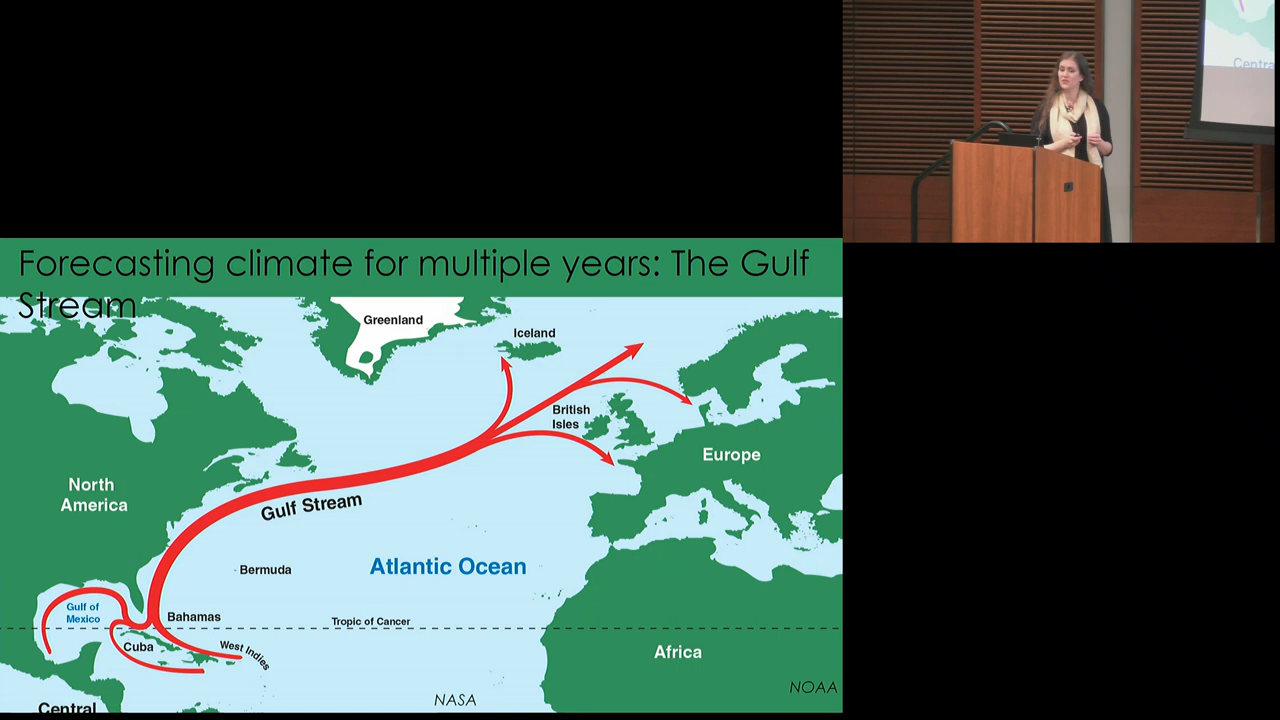 Forecasting climate for multiple years: The Gulf
Stream
Greenland
Iceland
British
Isles
Europe
North
America
Gulf Stream
Bermuda
Atlantic Ocean
Gulf of
Mexico
Bahamas
Tropic of Cancer
Cuba
West Indies
Africa
NOAA
NASA
Central
Centra